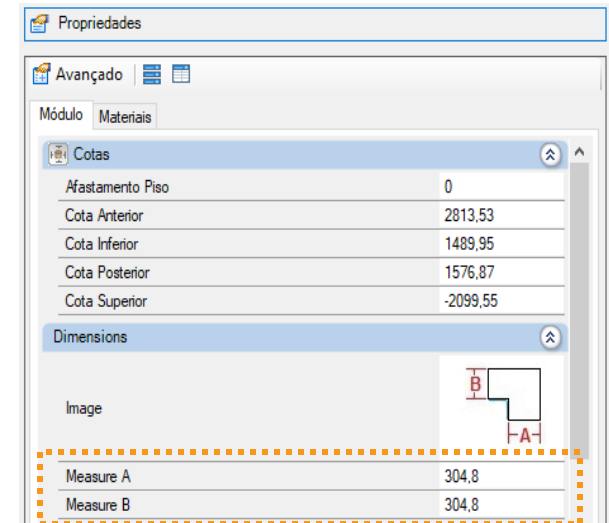 Propriedades
Avançado
Módulo Materiais
Cotas
Afastamento Piso 0
Cota Anterior 2813,53
Cota Inferior 1489,95
Cota Posterior 1576,87
Cota Superior -2099,55
Dimensions
Image
B
A
Measure A 304,8
Measure B 304,8